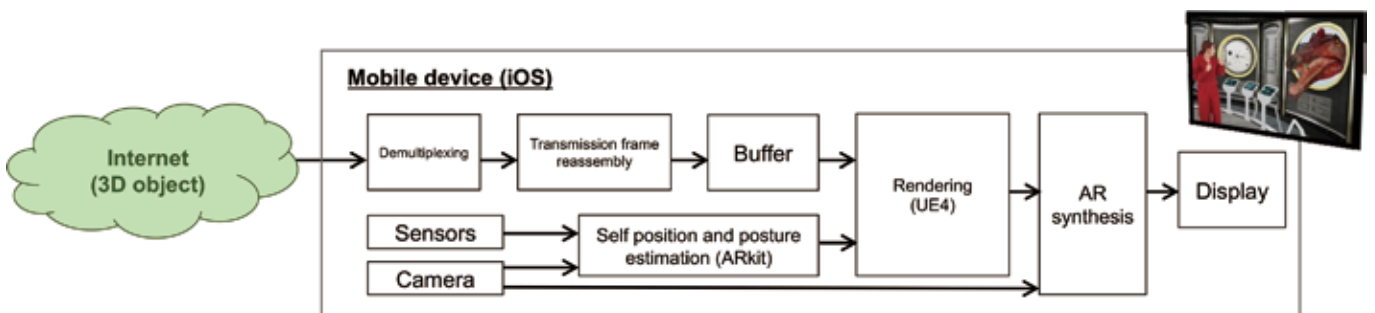 Mobile device (iOS)
Internet
(3D object)
Demultiplexing
Transmission frame
reassembly
Buffer
Rendering
(UE4)
AR
synthesis
Display
Sensors
Self position and posture
estimation (ARkit)
Camera